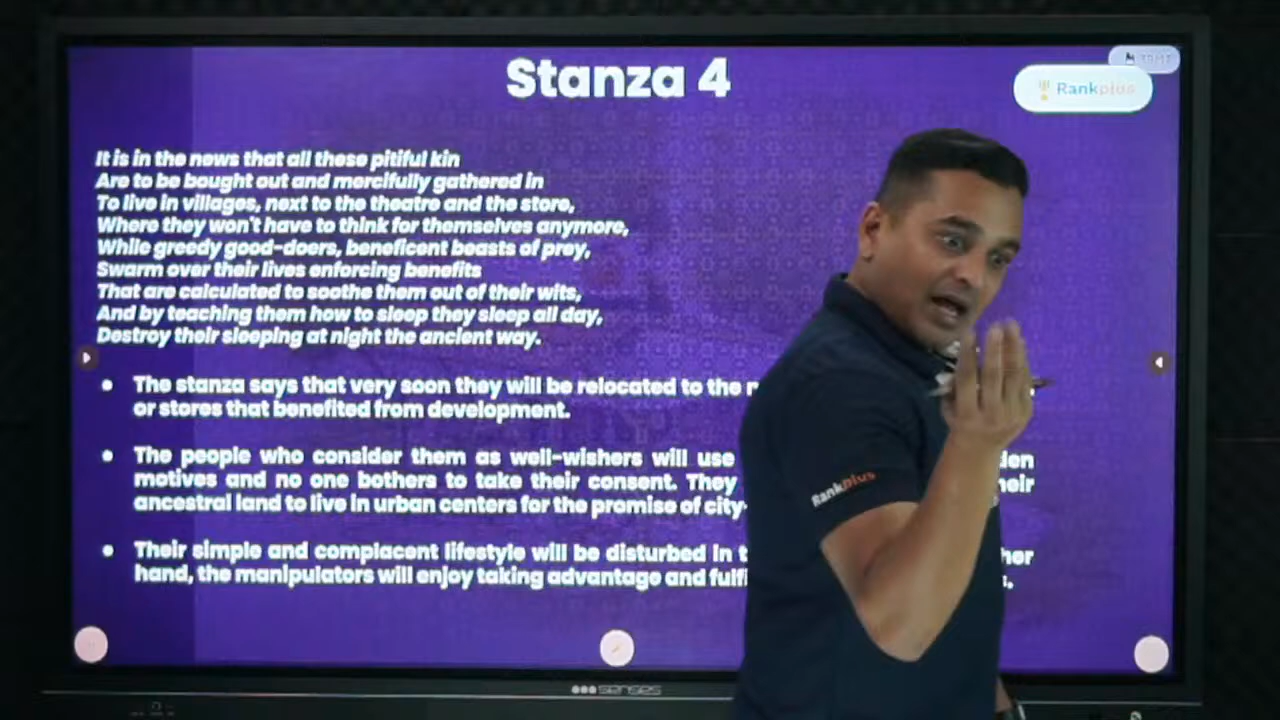 Stanza 4
Rankplus
It is in the news that all these pitiful kin
Are to be bought out and mercifully gathered in
To live in villages, next to the theatre and the store,
Where they won't have to think for themselves anymore,
While greedy good-doers, beneficent beasts of prey,
Swarm over their lives enforcing benefits
That are calculated to soothe them out of their wits,
And by teaching them how to sleep they sleep all day,
Destroy their sleeping at night the ancient way.
The stanza says that very soon they will be relocated to the
or stores that benefited from development.
The people who consider them as well-wishers will use
motives and no one bothers to take their consent. They
ancestral land to live in urban centers for the promise of city-
Their simple and complacent lifestyle will be disturbed in
hand, the manipulators will enjoy taking advantage and
Rankplus
senses